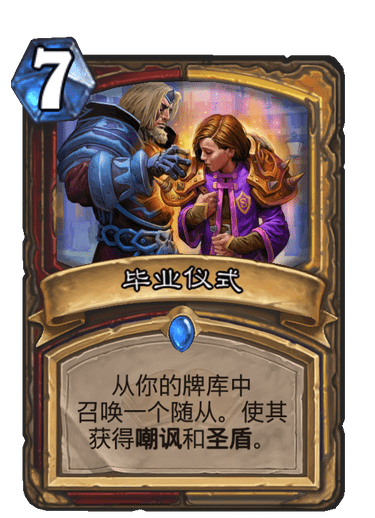 7
毕业仪式
从你的牌库中
召唤一个随从。使其
获得嘲讽和圣盾。